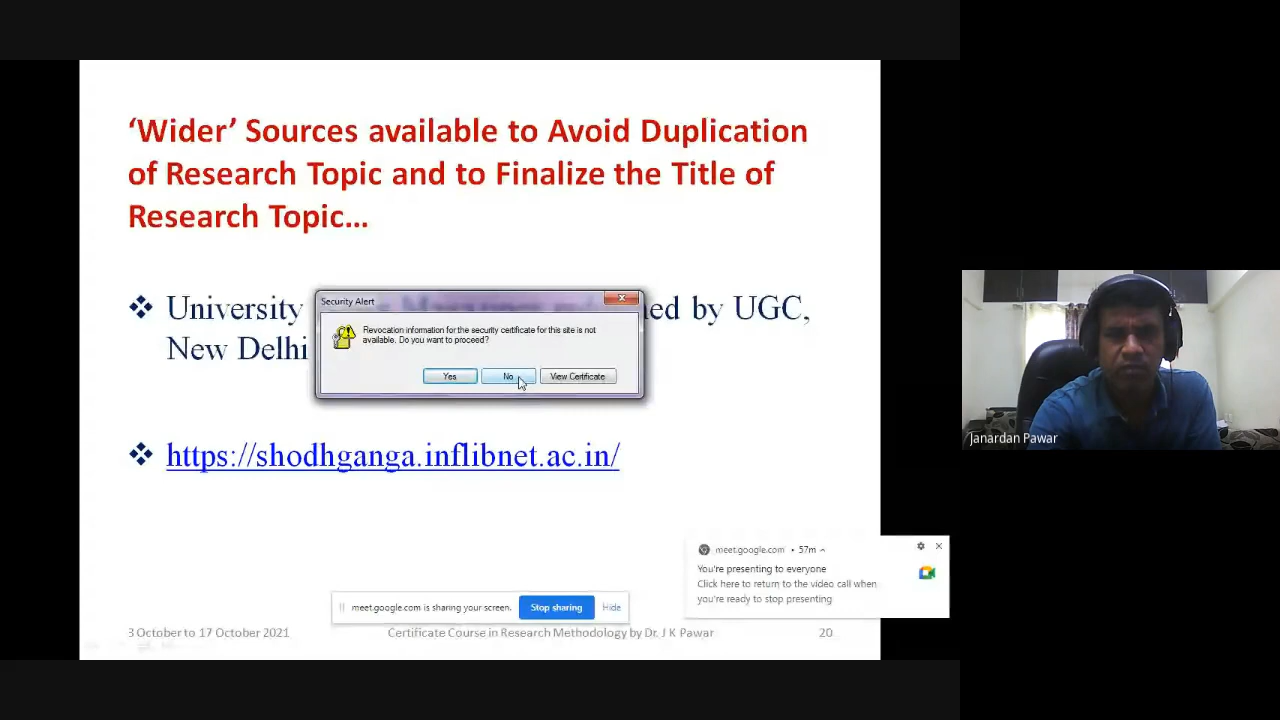 ‘Wider’ Sources available to Avoid Duplication
of Research Topic and to Finalize the Title of
Research Topic…
❖ University
ed by UGC,
New Delhi
Security Alert
Revocation information for the security certificate for this site is not
available. Do you want to proceed?
Yes No View Certificate
❖ https://shodhganga.inflibnet.ac.in/
Janardan Pawar
meet.google.com • 57m
You're presenting to everyone
Click here to return to the video call when
you're ready to stop presenting
meet.google.com is sharing your screen. Stop sharing Hide
3 October to 17 October 2021 Certificate Course in Research Methodology by Dr. J K Pawar 20